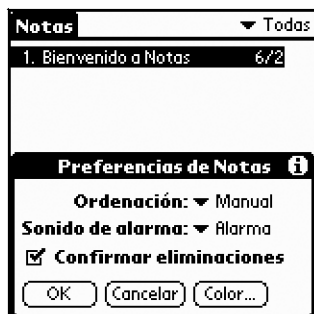 Notas Todas
1. Bienvenido a Notas 6/2
Preferencias de Notas i
Ordenación: Manual
Sonido de alarma: Alarma
Confirmar eliminaciones
OK Cancelar Color...